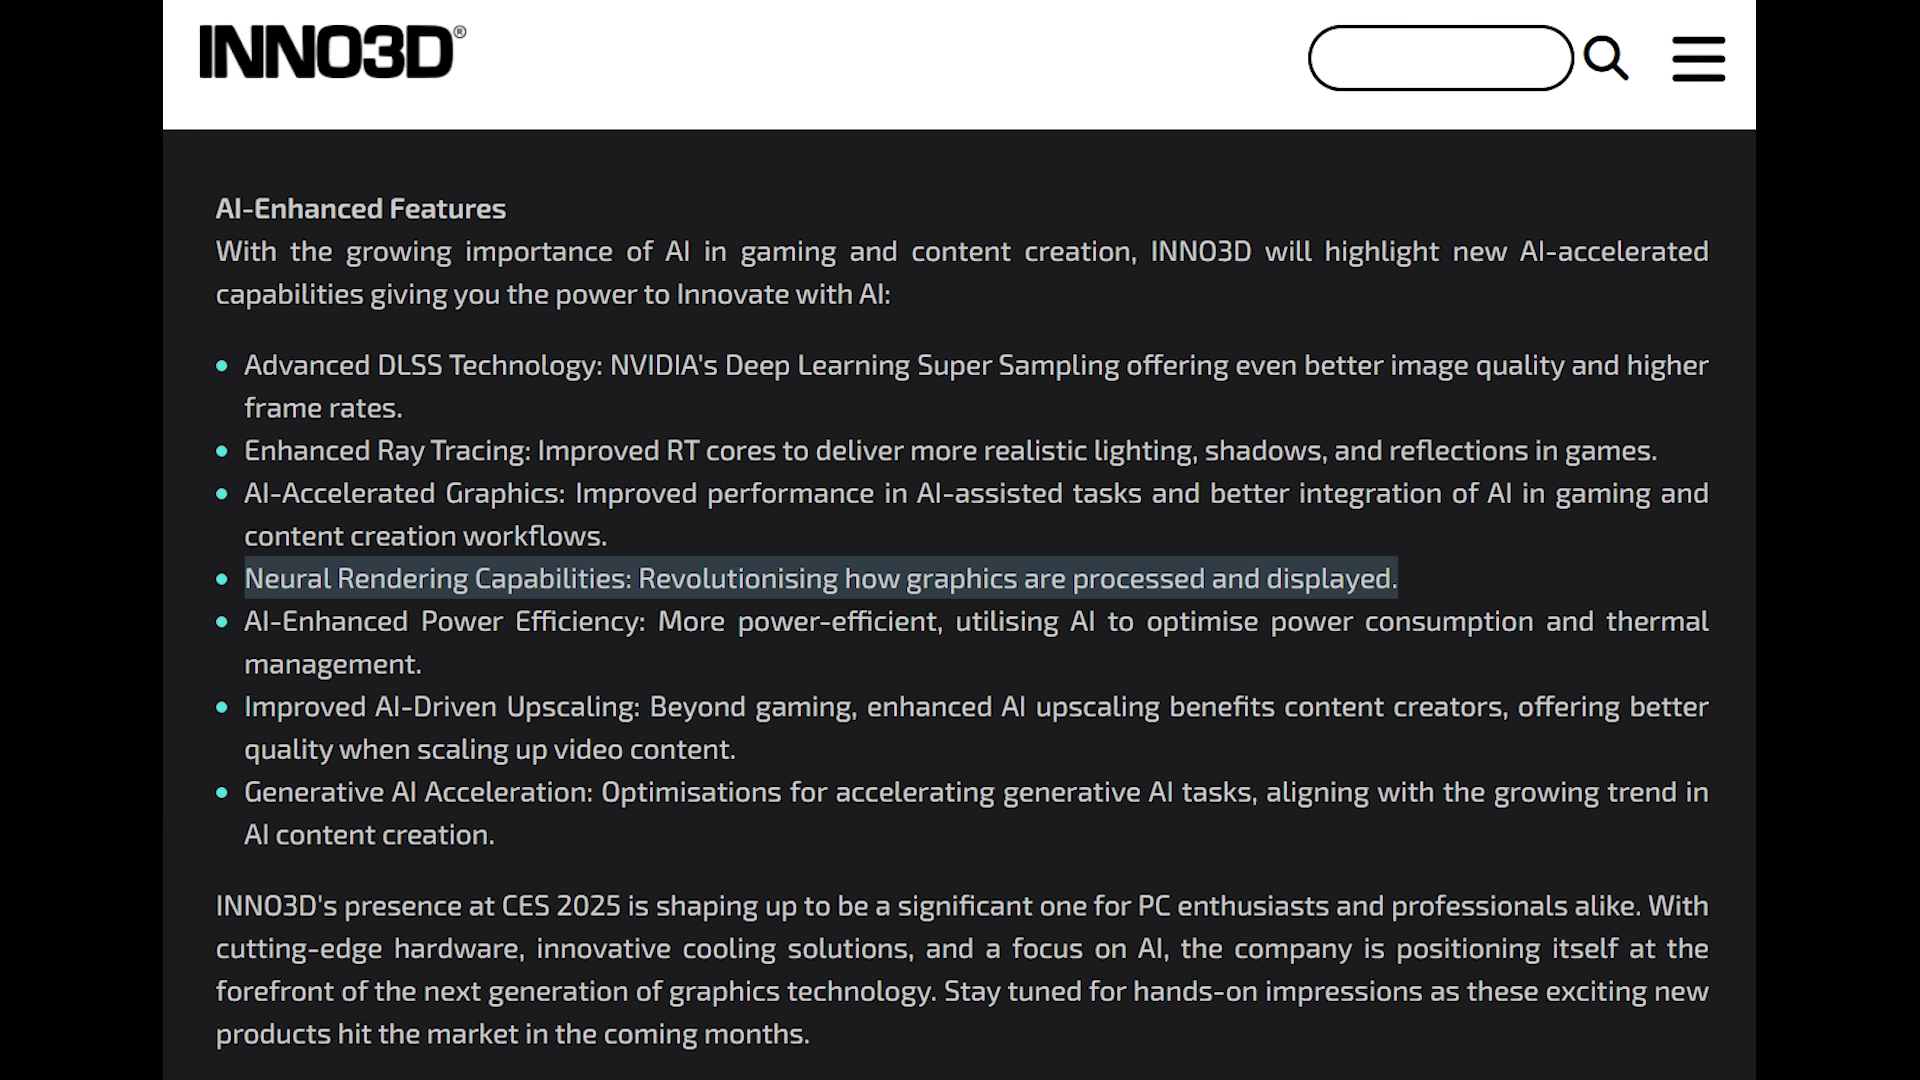 INNO3D®
AI-Enhanced Features
With the growing importance of AI in gaming and content creation, INNO3D will highlight new AI-accelerated
capabilities giving you the power to Innovate with AI:
Advanced DLSS Technology: NVIDIA's Deep Learning Super Sampling offering even better image quality and higher
frame rates.
Enhanced Ray Tracing: Improved RT cores to deliver more realistic lighting, shadows, and reflections in games.
AI-Accelerated Graphics: Improved performance in AI-assisted tasks and better integration of AI in gaming and
content creation workflows.
Neural Rendering Capabilities: Revolutionising how graphics are processed and displayed.
AI-Enhanced Power Efficiency: More power-efficient, utilising AI to optimise power consumption and thermal
management.
Improved AI-Driven Upscaling: Beyond gaming, enhanced AI upscaling benefits content creators, offering better
quality when scaling up video content.
Generative AI Acceleration: Optimisations for accelerating generative AI tasks, aligning with the growing trend in
AI content creation.
INNO3D's presence at CES 2025 is shaping up to be a significant one for PC enthusiasts and professionals alike. With
cutting-edge hardware, innovative cooling solutions, and a focus on AI, the company is positioning itself at the
forefront of the next generation of graphics technology. Stay tuned for hands-on impressions as these exciting new
products hit the market in the coming months.